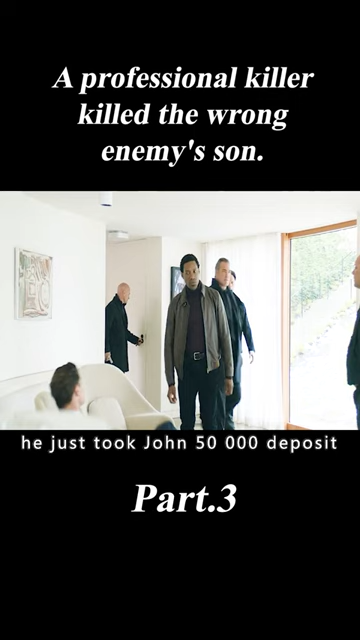 A professional killer
killed the wrong
enemy's son.
he just took John 50 000 deposit
Part.3